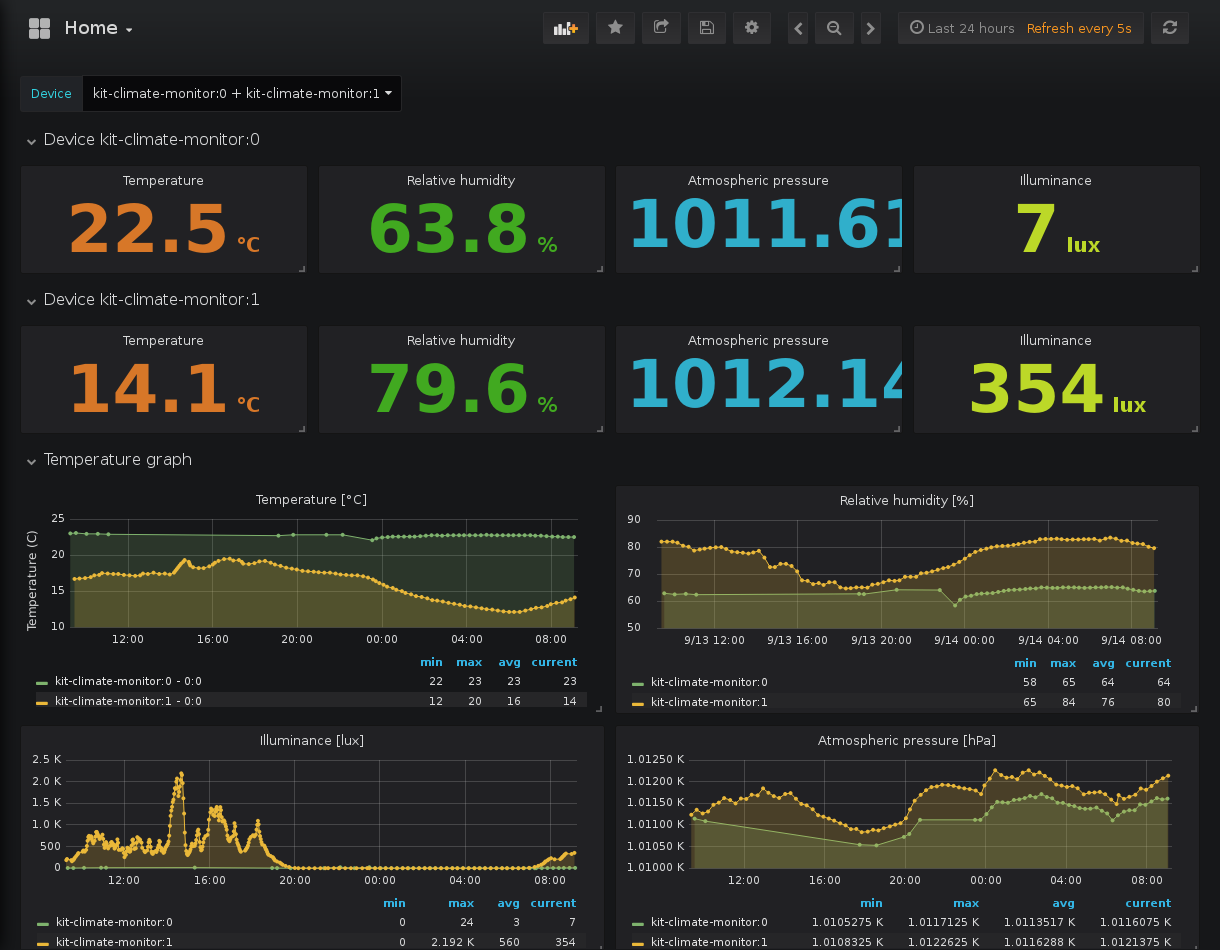 Home
Last 24 hours Refresh every 5s
Device kit-climate-monitor:0 + kit-climate-monitor:1
Device kit-climate-monitor:0
Temperature Relative humidity Atmospheric pressure Illuminance
22.5 °C 63.8 % 1011.61 7 lux
Device kit-climate-monitor:1
Temperature Relative humidity Atmospheric pressure Illuminance
14.1 °C 79.6 % 1012.14 354 lux
Temperature graph
Temperature [°C]
Temperature (C)
25
20
15
10
12:00 16:00 20:00 00:00 04:00 08:00
min max avg current
kit-climate-monitor:0 - 0:0 22 23 23 23
kit-climate-monitor:1 - 0:0 12 20 16 14
Relative humidity [%]
90
80
70
60
50
9/13 12:00 9/13 16:00 9/13 20:00 9/14 00:00 9/14 04:00 9/14 08:00
min max avg current
kit-climate-monitor:0 58 65 64 64
kit-climate-monitor:1 65 84 76 80
Illuminance [lux]
2.5 K
2.0 K
1.5 K
1.0 K
500
0
12:00 16:00 20:00 00:00 04:00 08:00
min max avg current
kit-climate-monitor:0 0 24 3 7
kit-climate-monitor:1 0 2.192 K 560 354
Atmospheric pressure [hPa]
1.01250 K
1.01200 K
1.01150 K
1.01100 K
1.01050 K
1.01000 K
12:00 16:00 20:00 00:00 04:00 08:00
min max avg current
kit-climate-monitor:0 1.0105275 K 1.0117125 K 1.0113517 K 1.0116075 K
kit-climate-monitor:1 1.0108325 K 1.0122625 K 1.0116288 K 1.0121375 K